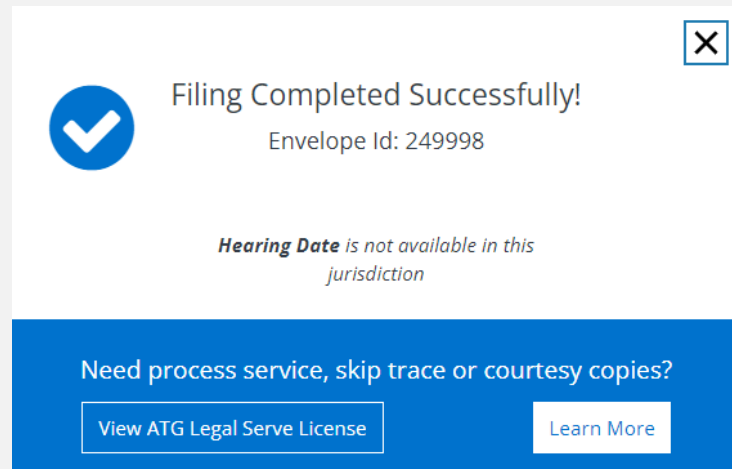 Filing Completed Successfully!
Envelope Id: 249998
Hearing Date is not available in this
jurisdiction
Need process service, skip trace or courtesy copies?
View ATG Legal Serve License
Learn More